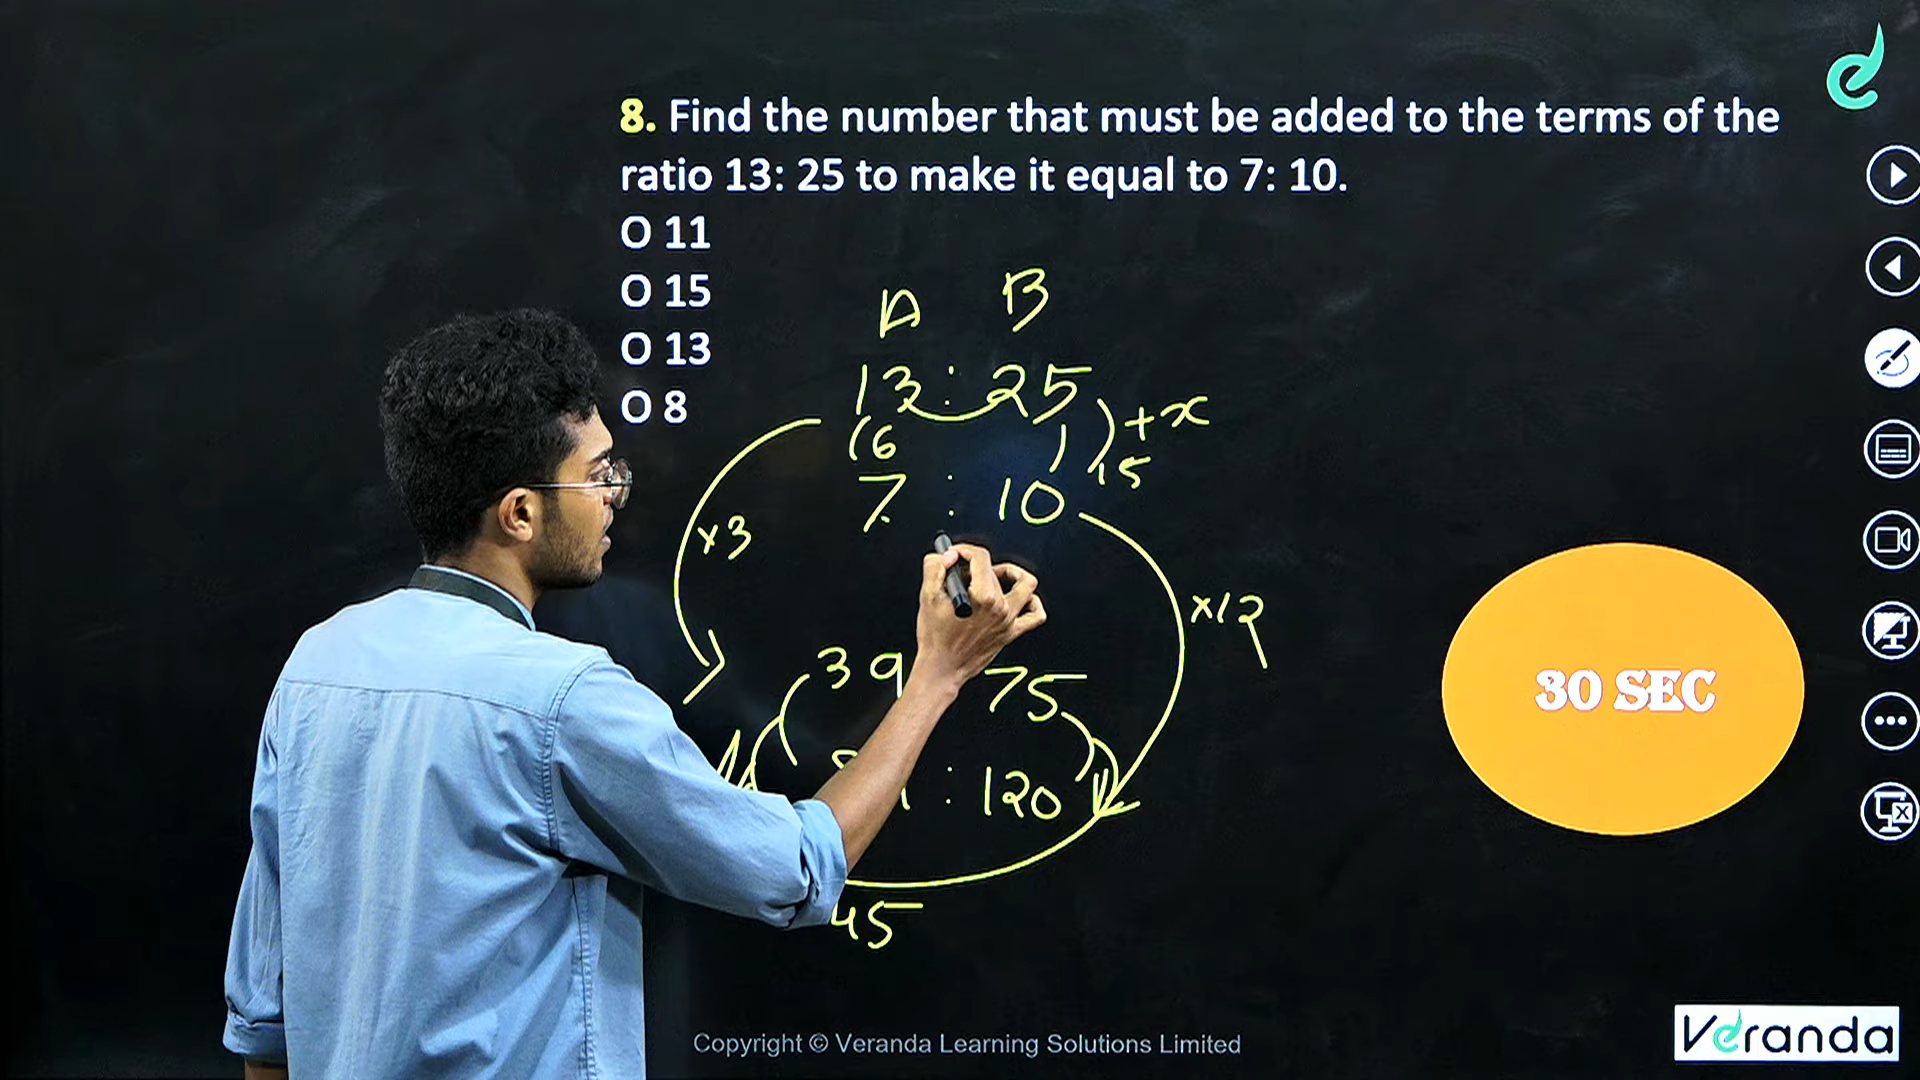 8. Find the number that must be added to the terms of the
ratio 13: 25 to make it equal to 7: 10.
O 11
O 15
O 13
O 8
A B
13 : 25
+x
16 1
15
7 : 10
x3
x12
39 75
: 120
45
30 SEC
Copyright © Veranda Learning Solutions Limited
Veranda